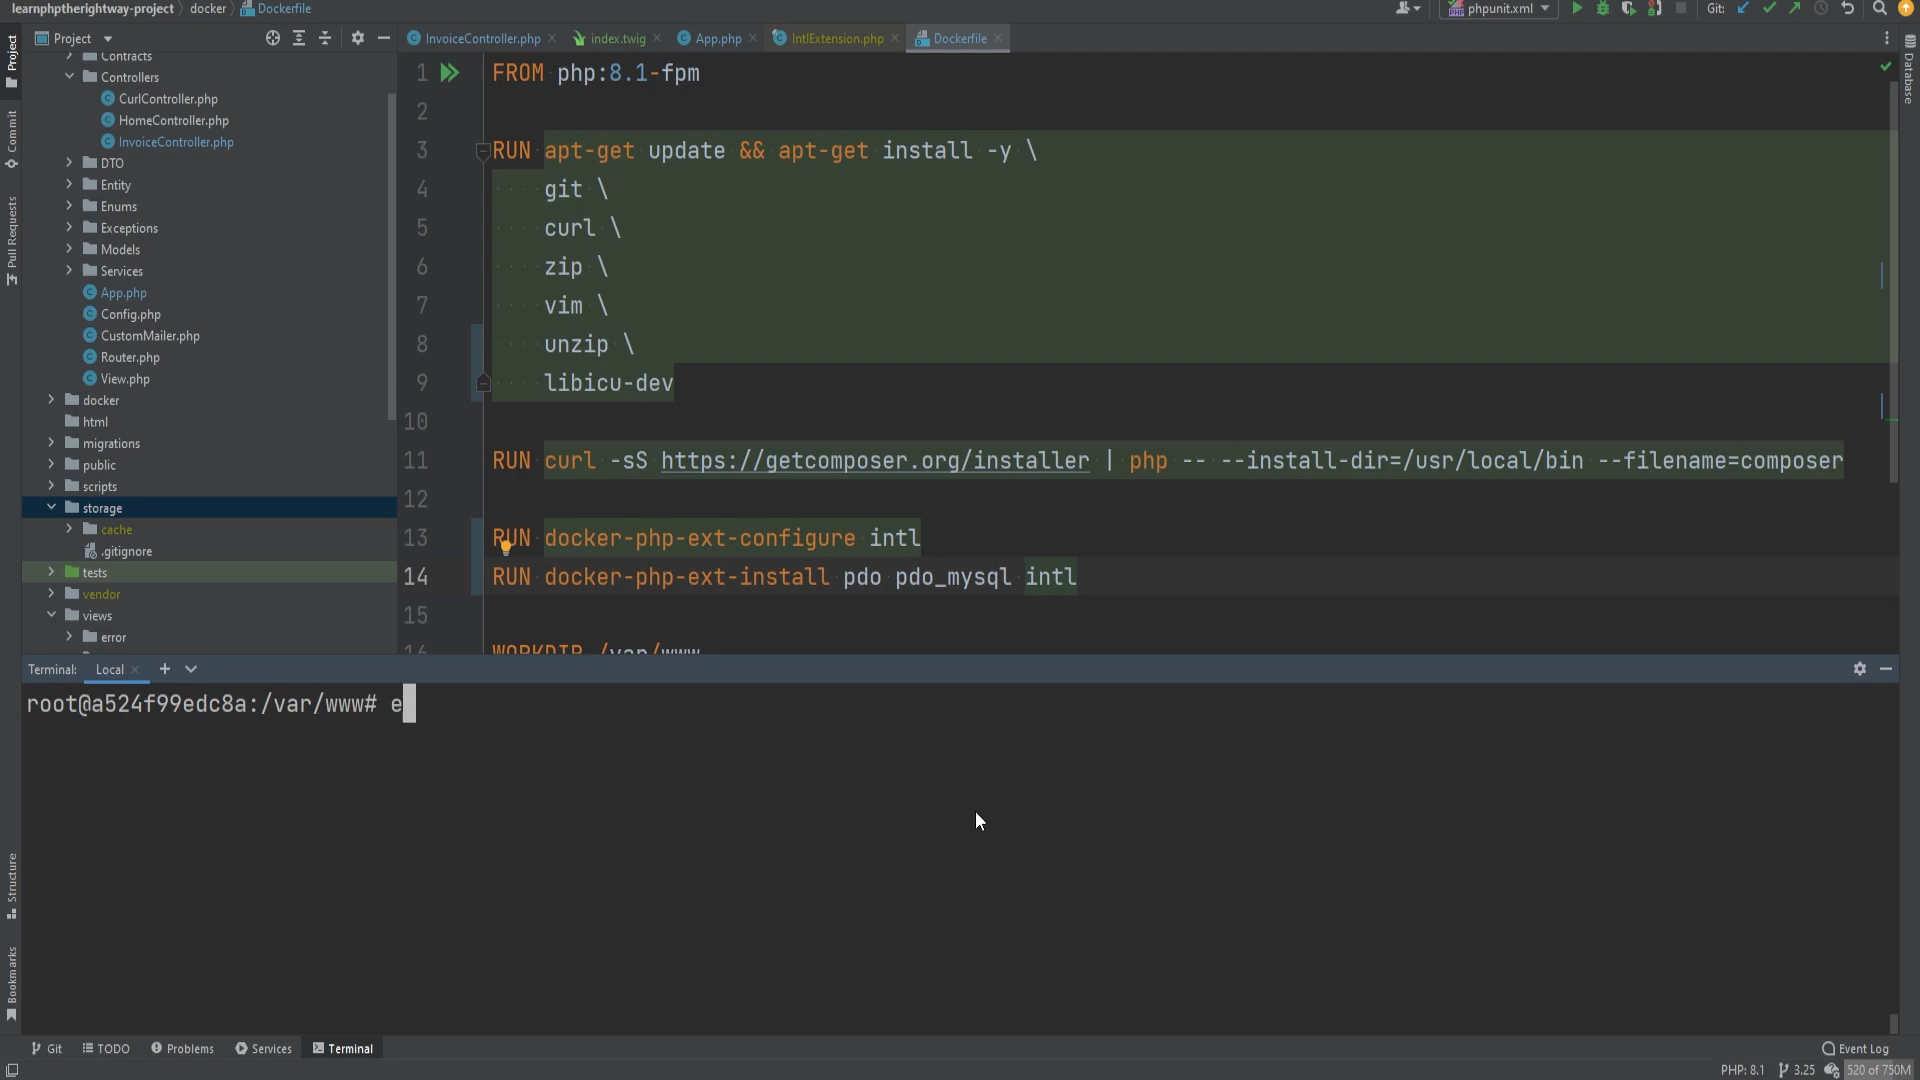 learnphptherightway-project
docker
Dockerfile
phpunit.xml
Git:
Project
InvoiceController.php
index.twig
App.php
IntlExtension.php
Dockerfile
Project
Commit
Pull Requests
Structure
Bookmarks
Database
Contracts
Controllers
CurlController.php
HomeController.php
InvoiceController.php
DTO
Entity
Enums
Exceptions
Models
Services
App.php
Config.php
CustomMailer.php
Router.php
View.php
docker
html
migrations
public
scripts
storage
cache
.gitignore
tests
vendor
views
error
1 FROM php:8.1-fpm
2
3 RUN apt-get update && apt-get install -y \
4 git \
5 curl \
6 zip \
7 vim \
8 unzip \
9 libicu-dev
10
11 RUN curl -sS https://getcomposer.org/installer | php -- --install-dir=/usr/local/bin --filename=composer
12
13 RUN docker-php-ext-configure intl
14 RUN docker-php-ext-install pdo pdo_mysql intl
15
16 WORKDIR /var/www
Terminal: Local
root@a524f99edc8a:/var/www# e
Git
TODO
Problems
Services
Terminal
Event Log
PHP: 8.1
3.25
520 of 750M